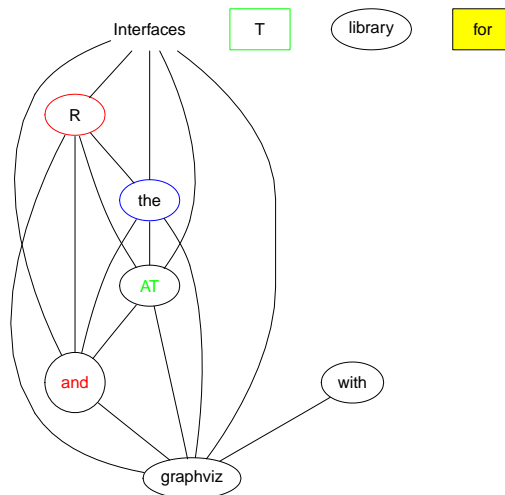 Interfaces
T
library
for
R
the
AT
and
with
graphviz